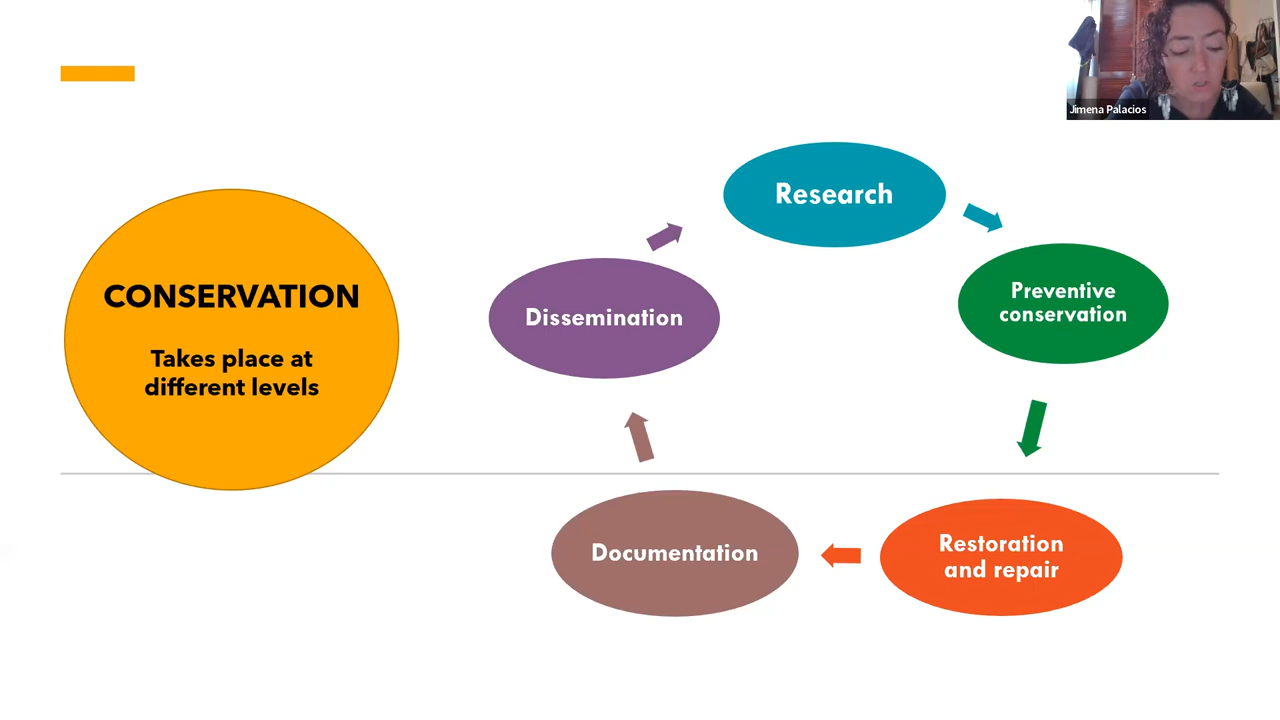 Jimena Palacios
CONSERVATION
Takes place at
different levels
Research
Preventive
conservation
Restoration
and repair
Documentation
Dissemination